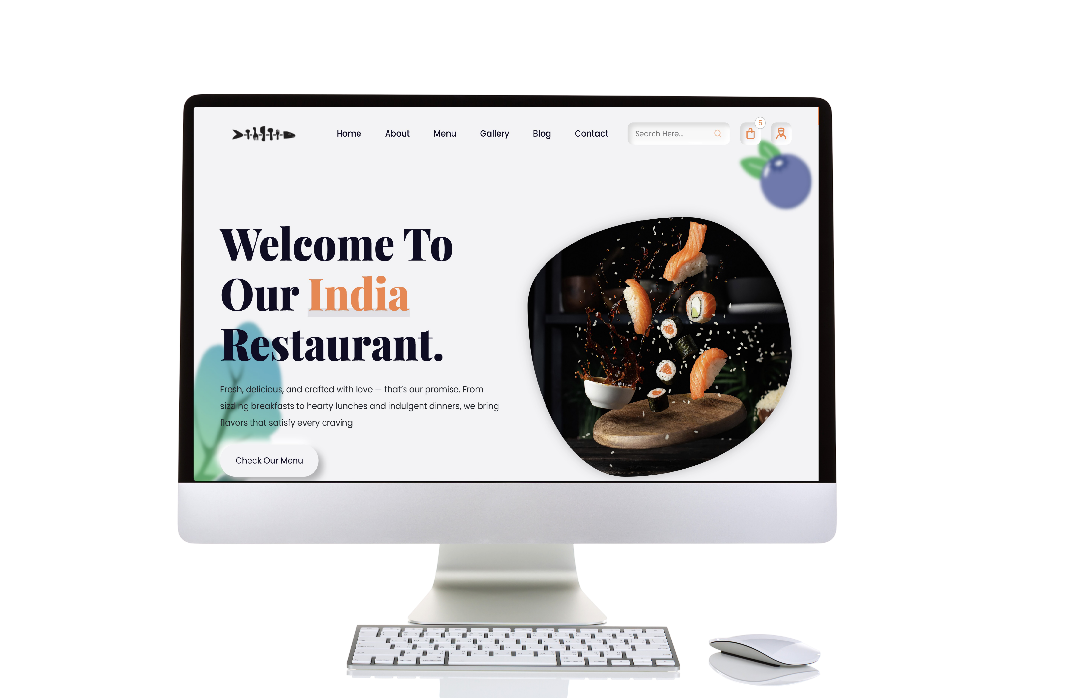 Home About Menu Gallery Blog Contact Search Here... 5
Welcome To
Our India
Restaurant.
Fresh, delicious, and crafted with love — that's our promise. From
sizzling breakfasts to hearty lunches and indulgent dinners, we bring
flavors that satisfy every craving
Check Our Menu